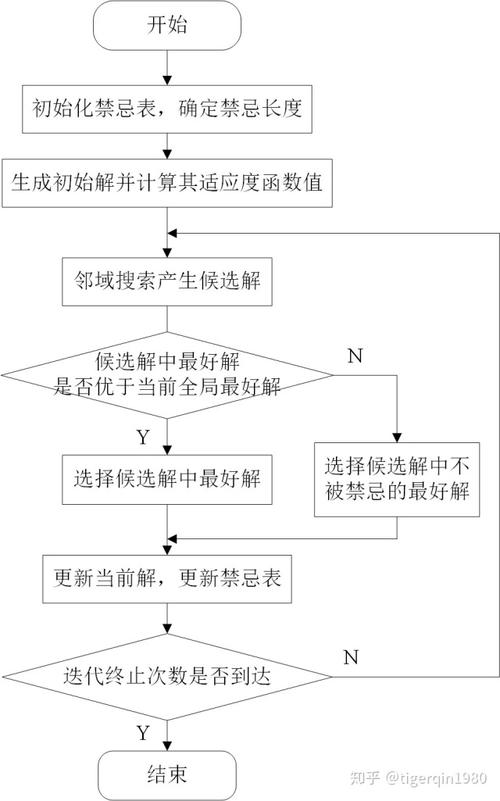 开始
初始化禁忌表，确定禁忌长度
生成初始解并计算其适应度函数值
邻域搜索产生候选解
候选解中最好解
是否优于当前全局最好解
N
Y
选择候选解中最好解
选择候选解中不
被禁忌的最好解
更新当前解，更新禁忌表
迭代终止次数是否到达
N
Y
结束
知乎 @tigerqin1980